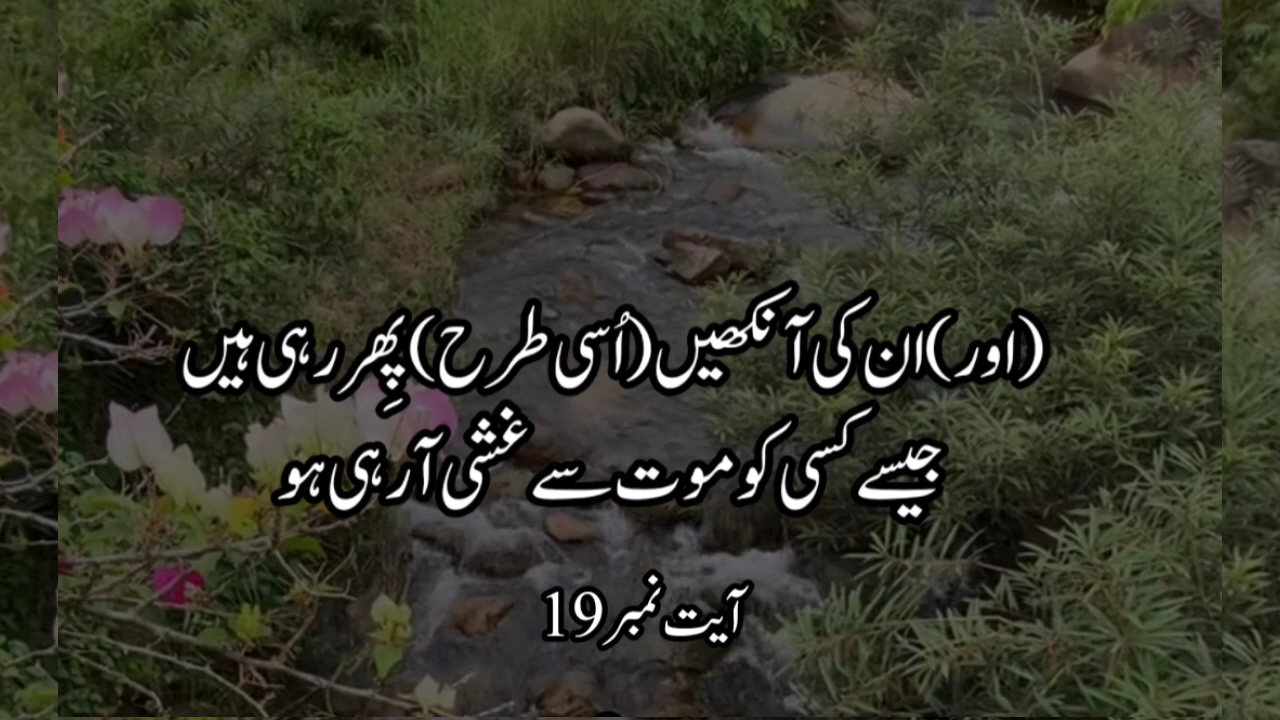 (اور) ان کی آنکھیں (اُسی طرح) پِھر رہی ہیں
جیسے کسی کو موت سے غشی آ رہی ہو
آیت نمبر 19